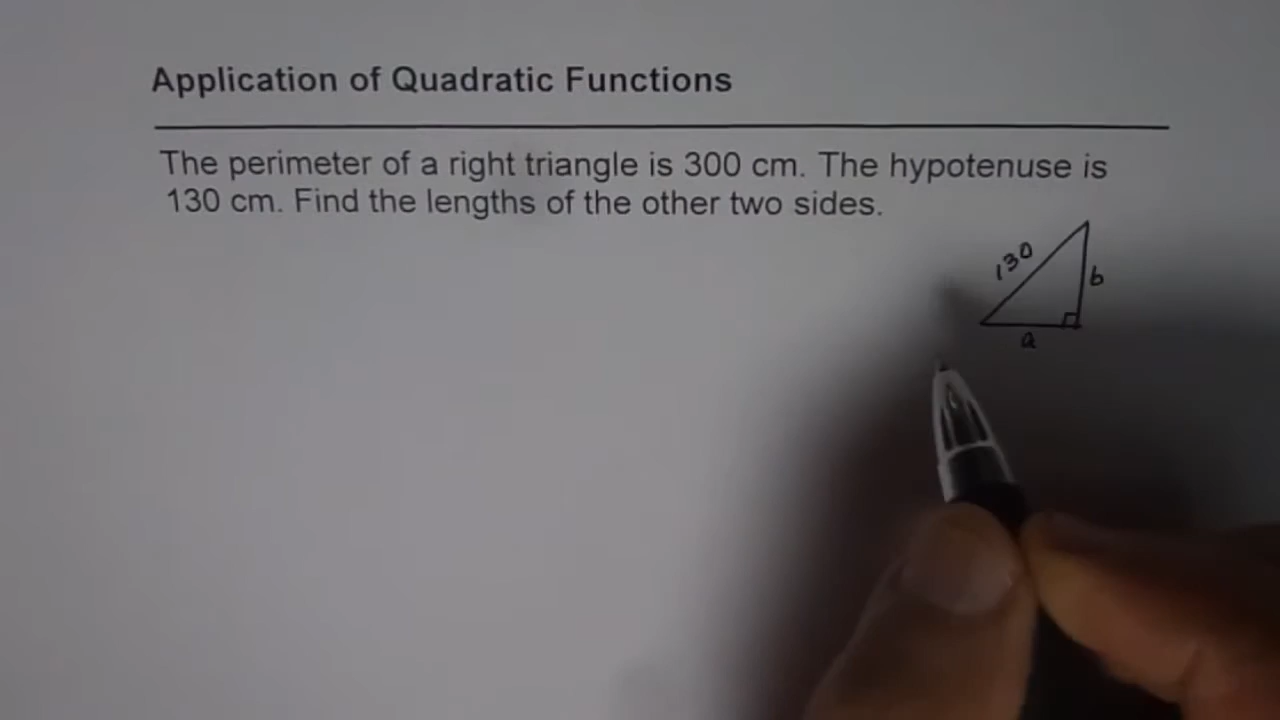 Application of Quadratic Functions
The perimeter of a right triangle is 300 cm. The hypotenuse is
130 cm. Find the lengths of the other two sides.
130
b
a